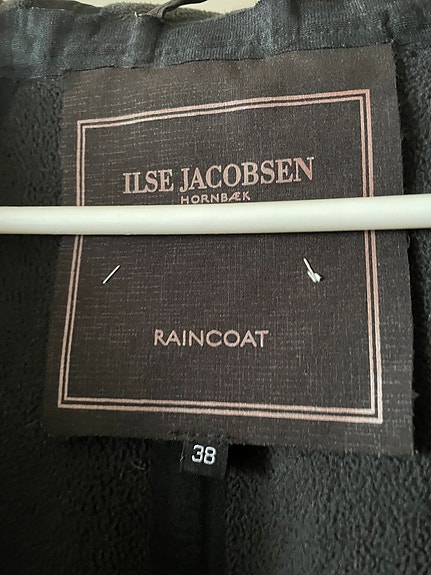 ILSE JACOBSEN
HORNBÆK
RAINCOAT
38